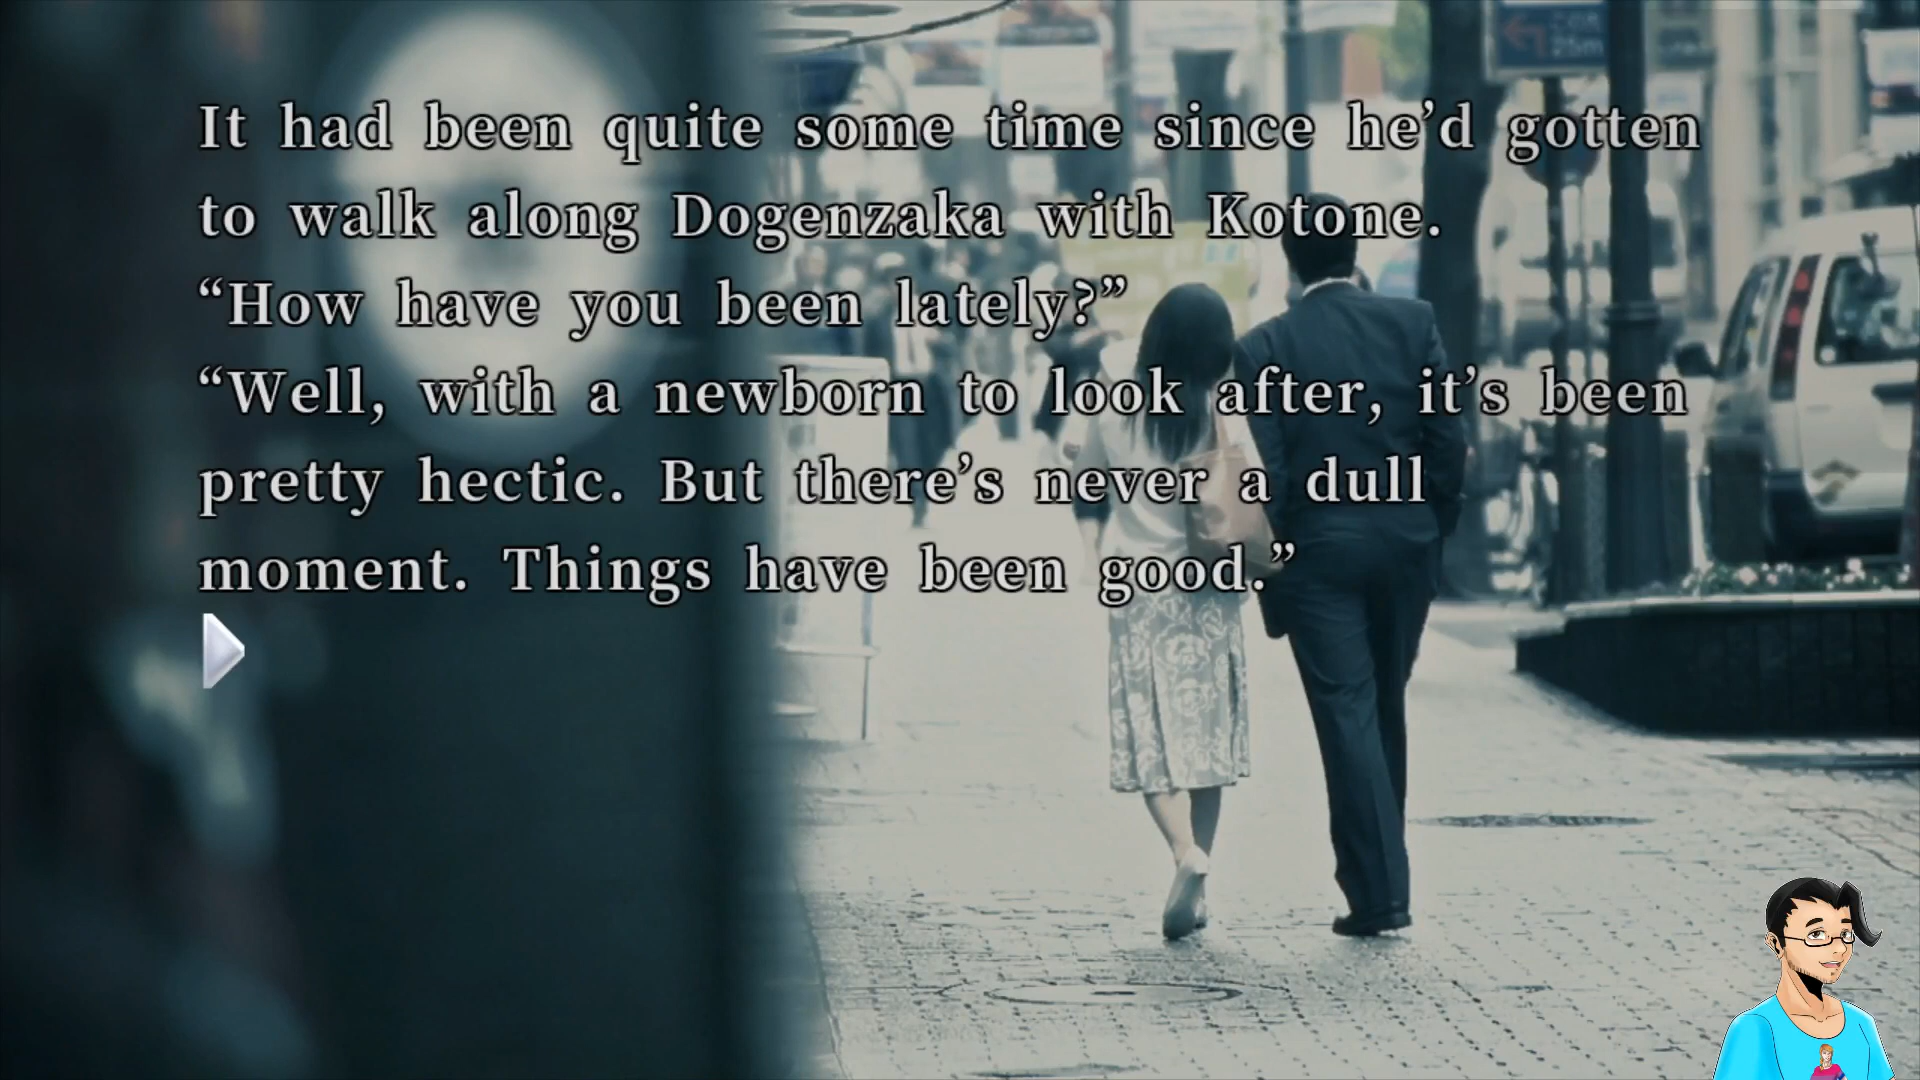 It had been quite some time since he’d gotten
to walk along Dogenzaka with Kotone.
“How have you been lately?”
“Well, with a newborn to look after, it’s been
pretty hectic. But there’s never a dull
moment. Things have been good.”